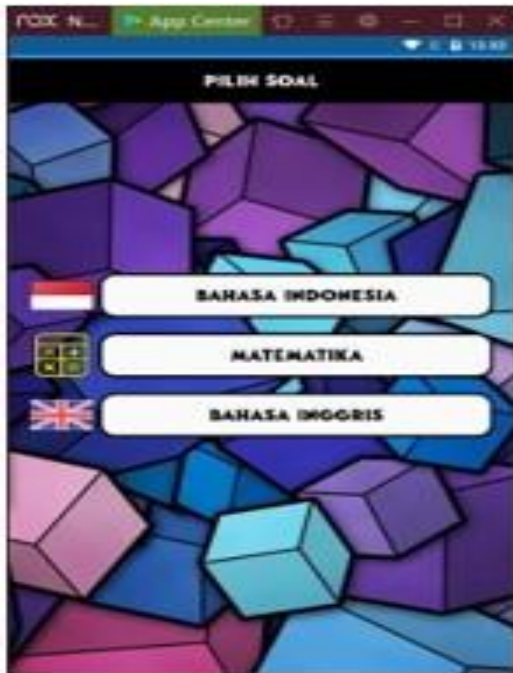 nox N... App Center
PILIH SOAL
BAHASA INDONESIA
MATEMATIKA
BAHASA INGGRIS